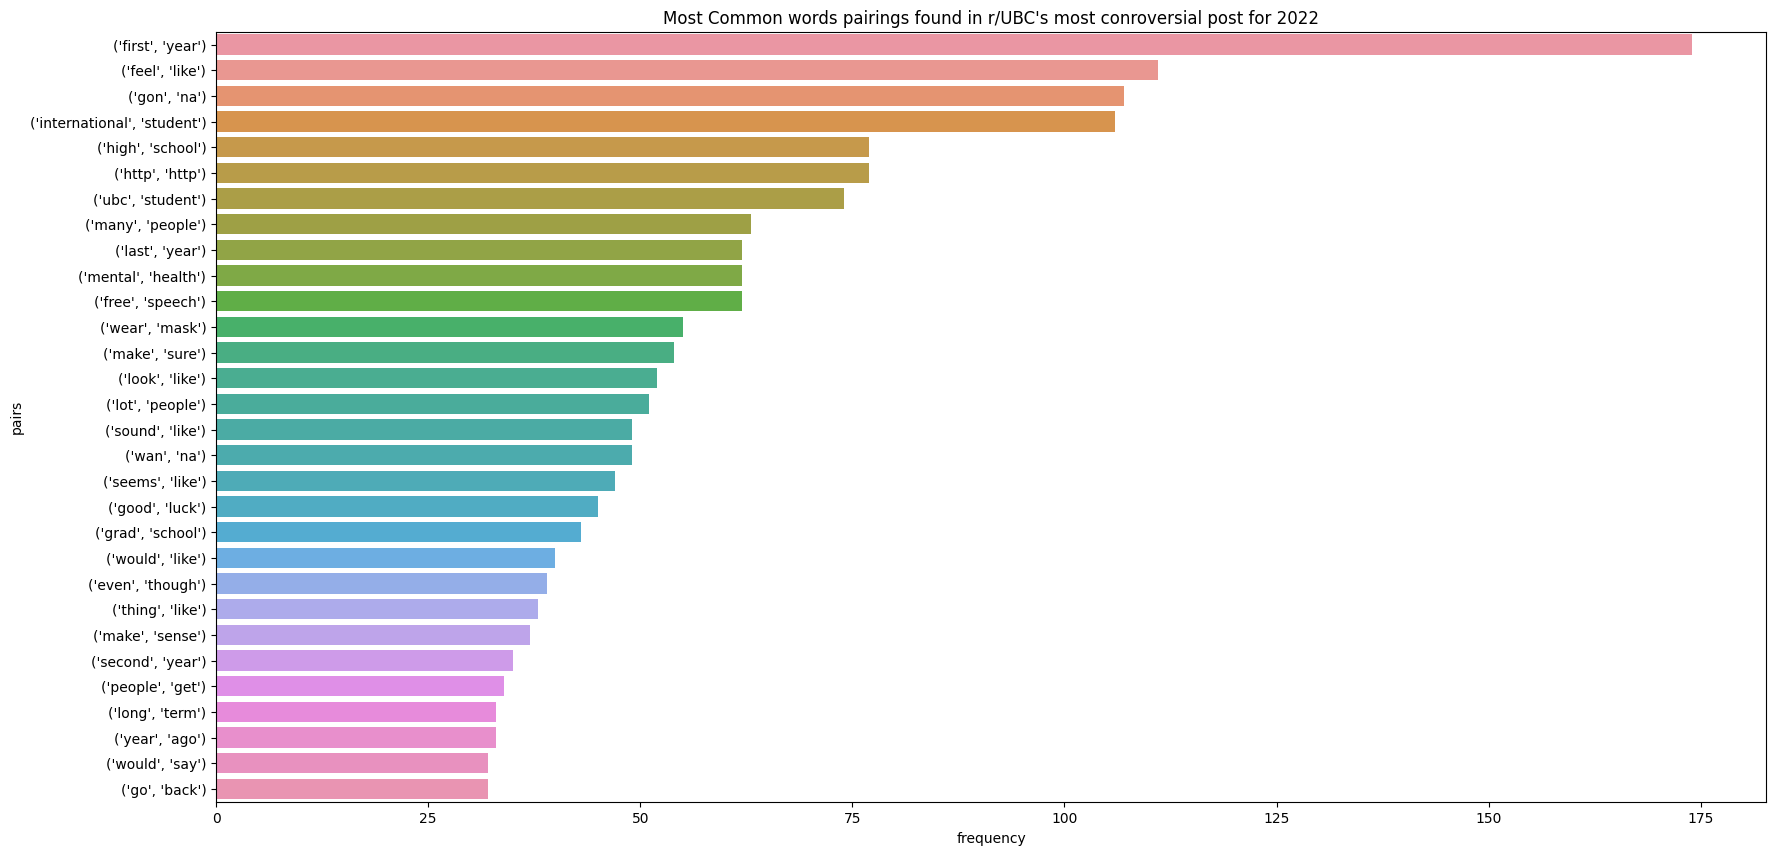 Most Common words pairings found in r/UBC's most conroversial post for 2022
('first', 'year')
('feel', 'like')
('gon', 'na')
('international', 'student')
('high', 'school')
('http', 'http')
('ubc', 'student')
('many', 'people')
('last', 'year')
('mental', 'health')
('free', 'speech')
('wear', 'mask')
('make', 'sure')
('look', 'like')
('lot', 'people')
('sound', 'like')
('wan', 'na')
('seems', 'like')
('good', 'luck')
('grad', 'school')
('would', 'like')
('even', 'though')
('thing', 'like')
('make', 'sense')
('second', 'year')
('people', 'get')
('long', 'term')
('year', 'ago')
('would', 'say')
('go', 'back')
pairs
0 25 50 75 100 125 150 175
frequency